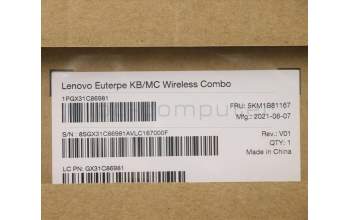 Lenovo Euterpe KB/MC Wireless Combo
1PGX31C86981
FRU: 5KM1B81167
Mfg.: 2021-08-07
S/N : 8SGX31C86981AVLC167000F
Rev.: V01
QTY: 1
Made in China
LC PN: GX31C86981